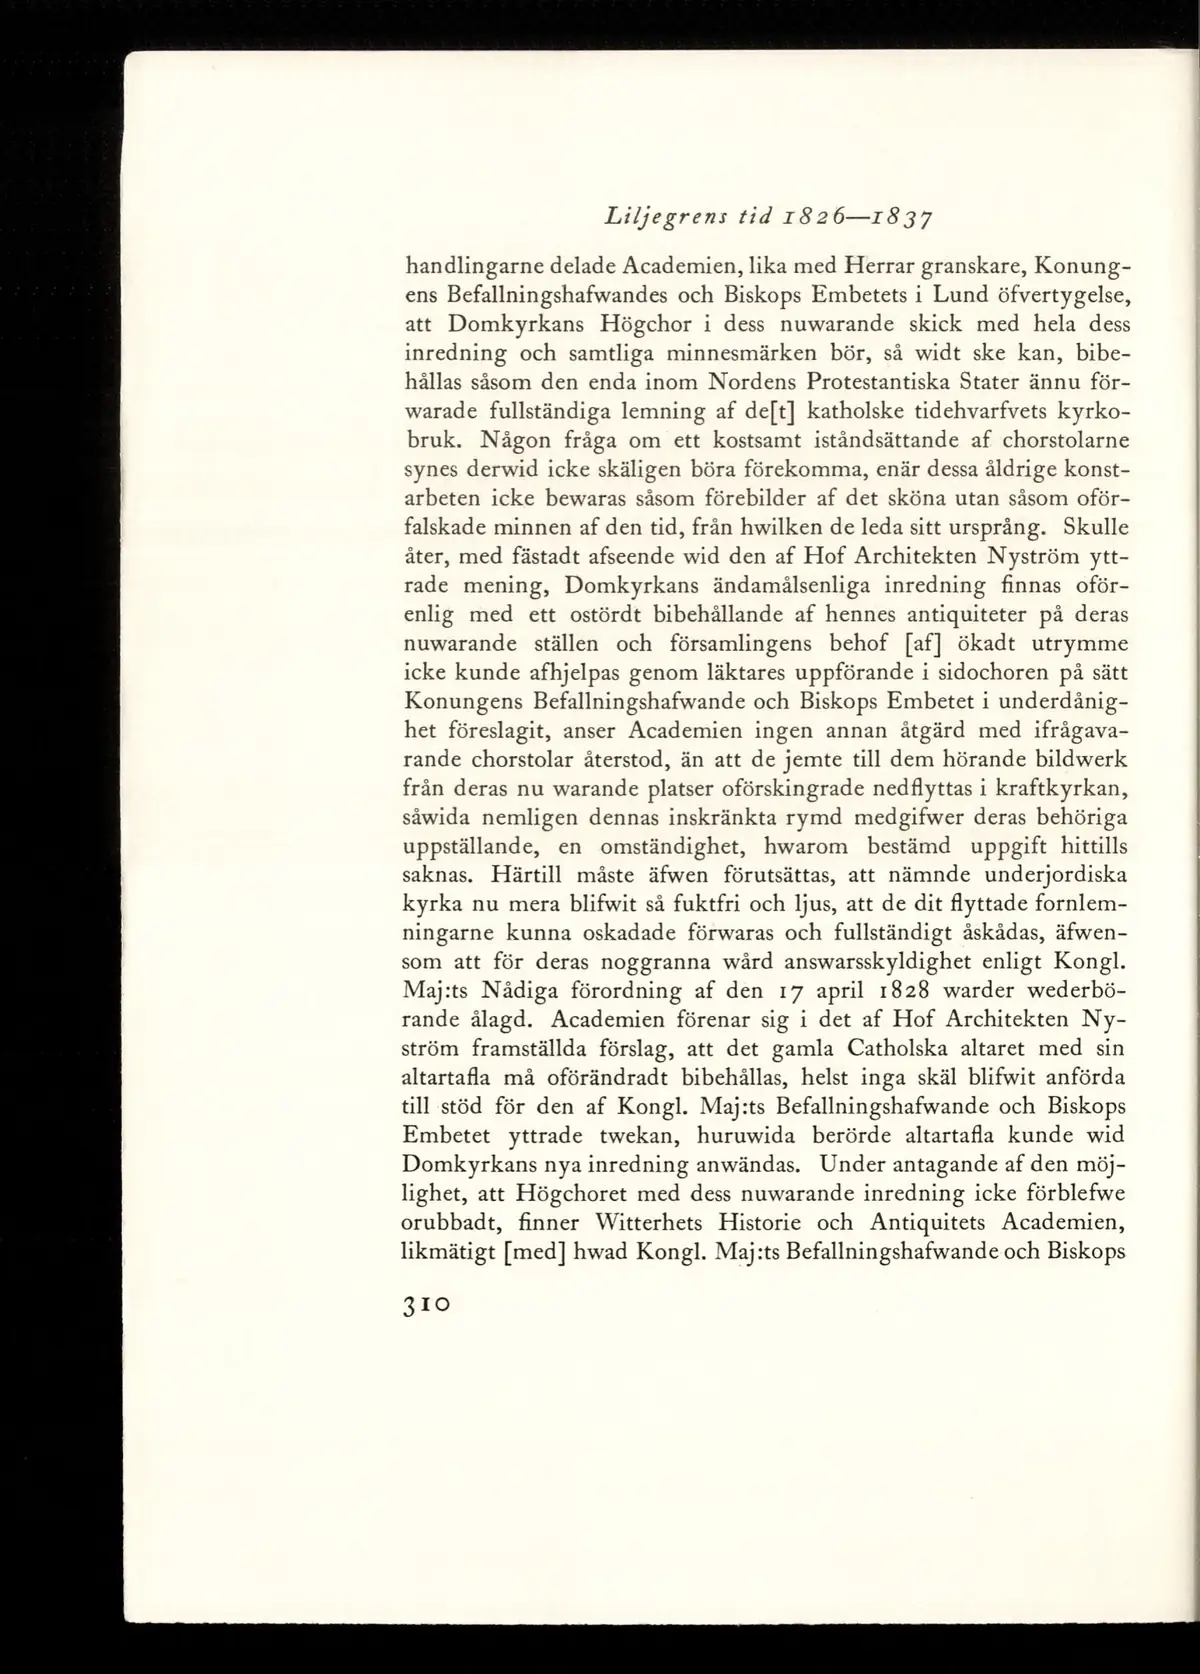 Liljegrens tid 1826—1837
handlingarne delade Academien, lika med Herrar granskare, Konung-
ens Befallningshafwandes och Biskops Embetets i Lund öfvertygelse,
att Domkyrkans Högchor i dess nuwarande skick med hela dess
inredning och samtliga minnesmärken bör, så widt ske kan, bibe-
hållas såsom den enda inom Nordens Protestantiska Stater ännu för-
warade fullständiga lemning af de[t] katholske tidehvarfvets kyrko-
bruk. Någon fråga om ett kostsamt iståndsättande af chorstolarne
synes derwid icke skäligen böra förekomma, enär dessa åldrige konst-
arbeten icke bewaras såsom förebilder af det sköna utan såsom oför-
falskade minnen af den tid, från hwilken de leda sitt ursprång. Skulle
åter, med fästadt afseende wid den af Hof Architekten Nyström ytt-
rade mening, Domkyrkans ändamålsenliga inredning finnas oför-
enlig med ett ostördt bibehållande af hennes antiquiteter på deras
nuwarande ställen och församlingens behof [af] ökadt utrymme
icke kunde afhjelpas genom läktares uppförande i sidochoren på sätt
Konungens Befallningshafwande och Biskops Embetet i underdånig-
het föreslagit, anser Academien ingen annan åtgärd med ifrågava-
rande chorstolar återstod, än att de jemte till dem hörande bildwerk
från deras nu warande platser oförskingrade nedflyttas i kraftkyrkan,
såwida nemligen dennas inskränkta rymd medgifwer deras behöriga
uppställande, en omständighet, hwarom bestämd uppgift hittills
saknas. Härtill måste äfwen förutsättas, att nämnde underjordiska
kyrka nu mera blifwit så fuktfri och ljus, att de dit flyttade fornlem-
ningarne kunna oskadade förwaras och fullständigt åskådas, äfwen-
som att för deras noggranna wård answarsskyldighet enligt Kongl.
Maj:ts Nådiga förordning af den 17 april 1828 warder wederbö-
rande ålagd. Academien förenar sig i det af Hof Architekten Ny-
ström framställda förslag, att det gamla Catholska altaret med sin
altartafla må oförändradt bibehållas, helst inga skäl blifwit anförda
till stöd för den af Kongl. Maj:ts Befallningshafwande och Biskops
Embetet yttrade twekan, huruwida berörde altartafla kunde wid
Domkyrkans nya inredning anwändas. Under antagande af den möj-
lighet, att Högchoret med dess nuwarande inredning icke förblefwe
orubbadt, finner Witterhets Historie och Antiquitets Academien,
likmätigt [med] hwad Kongl. Maj:ts Befallningshafwande och Biskops
310